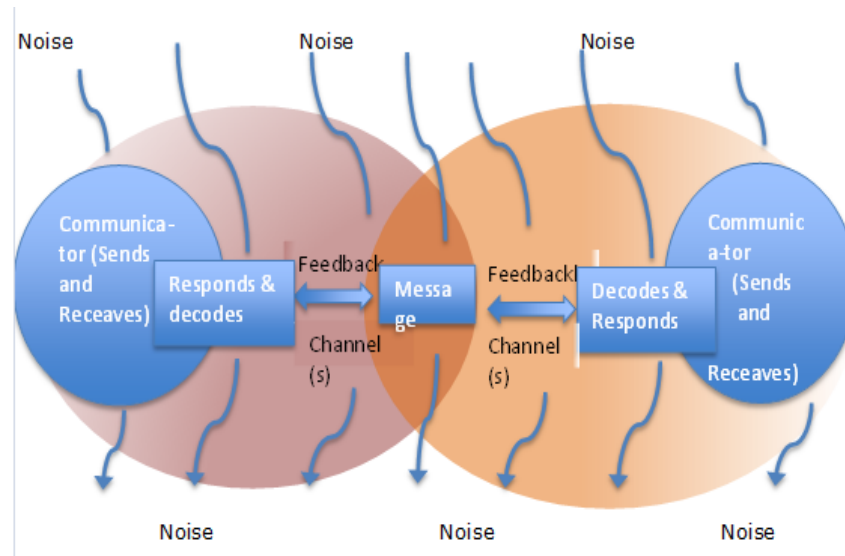 Noise
Noise
Noise
Communica-
tor (Sends
and
Receaves)
Responds &
decodes
Feedback
Channel
(s)
Messa
ge
Feedbackl
Channel
(s)
Decodes &
Responds
Communic
a-tor
(Sends
and
Receaves)
Noise
Noise
Noise